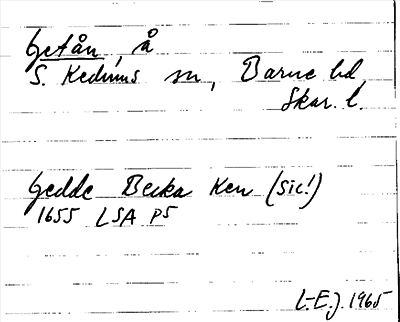 Getån, å
S. Kedums sn, Barne hd,
Skar. l.
Gedde Becka Ken (sic!)
1655 LSA P5
L-E.J. 1965